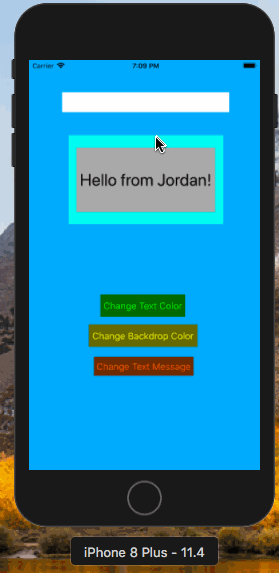 Carrier 7:09 PM
Hello from Jordan!
Change Text Color
Change Backdrop Color
Change Text Message
iPhone 8 Plus - 11.4